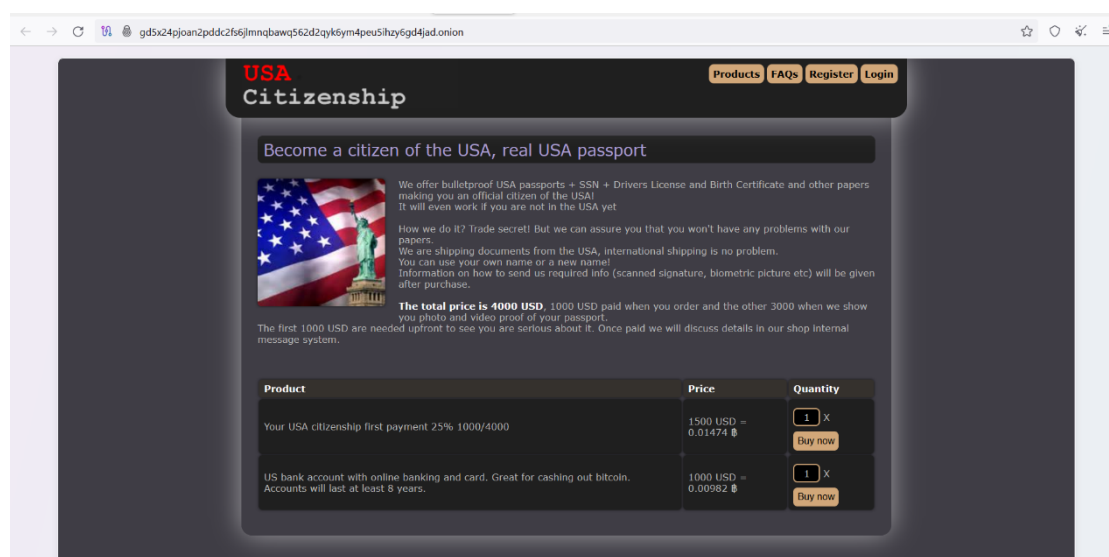 gd5x24pjoan2pddc2fs6jlmnqbawq562d2qyk6ym4peu5ihzy6gd4jad.onion
USA
Citizenship
Products FAQs Register Login
Become a citizen of the USA, real USA passport
We offer bulletproof USA passports + SSN + Drivers License and Birth Certificate and other papers
making you an official citizen of the USA!
It will even work if you are not in the USA yet
How we do it? Trade secret! But we can assure you that you won't have any problems with our
papers.
We are shipping documents from the USA, international shipping is no problem.
You can use your own name or a new name!
Information on how to send us required info (scanned signature, biometric picture etc) will be given
after purchase.
The total price is 4000 USD, 1000 USD paid when you order and the other 3000 when we show
you photo and video proof of your passport.
The first 1000 USD are needed upfront to see you are serious about it. Once paid we will discuss details in our shop internal
message system.
Product Price Quantity
Your USA citizenship first payment 25% 1000/4000
1500 USD =
0.01474 ฿
1 X
Buy now
US bank account with online banking and card. Great for cashing out bitcoin.
Accounts will last at least 8 years.
1000 USD =
0.00982 ฿
1 X
Buy now